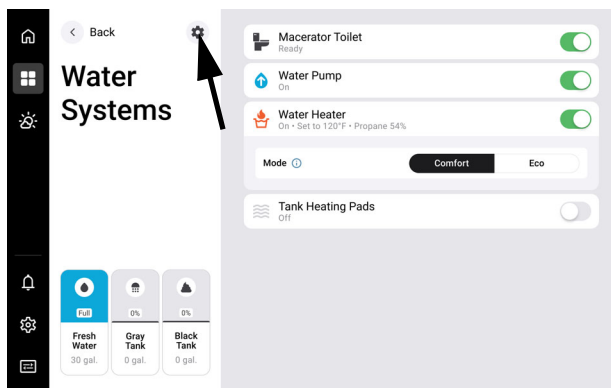 Back
Water
Systems
Macerator Toilet
Ready
Water Pump
On
Water Heater
On • Set to 120°F • Propane 54%
Mode
Comfort
Eco
Tank Heating Pads
Off
Full
0%
0%
Fresh
Water
30 gal.
Gray
Tank
0 gal.
Black
Tank
0 gal.